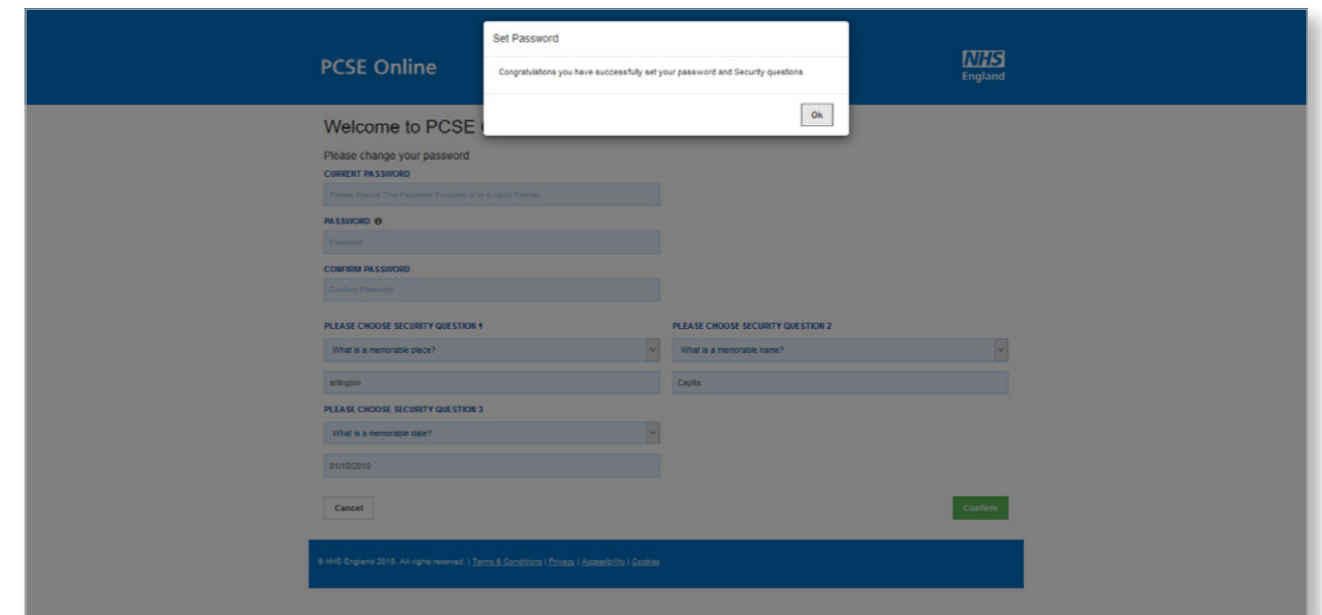 Set Password
PCSE Online
Congratulations you have successfully set your password and Security questions
NHS
England
Ok
Welcome to PCSE
Please change your password
CURRENT PASSWORD
Please Ensure The Password Provided Is In A Valid Format
PASSWORD
Password
CONFIRM PASSWORD
Confirm Password
PLEASE CHOOSE SECURITY QUESTION 1
PLEASE CHOOSE SECURITY QUESTION 2
What is a memorable place?
What is a memorable name?
arlington
Capita
PLEASE CHOOSE SECURITY QUESTION 3
What is a memorable date?
01/10/2010
Cancel
Confirm
© NHS England 2019. All rights reserved. | Terms & Conditions | Privacy | Accessibility | Cookies